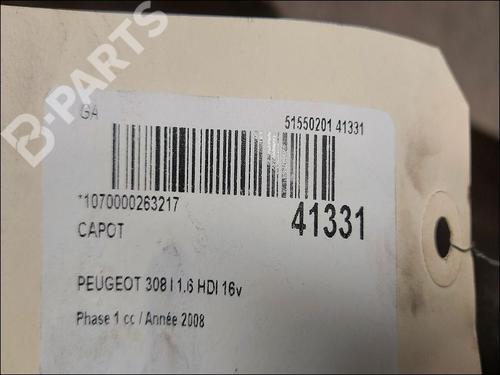 B-PARTS
GA
51550201 41331
*1070000263217
41331
CAPOT
PEUGEOT 308 I 1.6 HDI 16v
Phase 1 cc / Année 2008